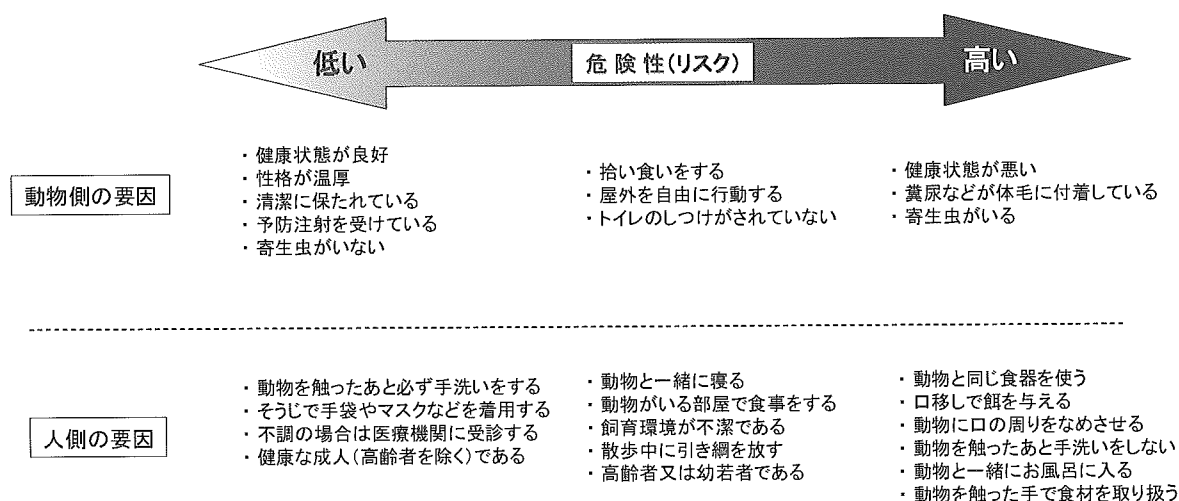 低い
危険性(リスク)
高い
動物側の要因
・健康状態が良好
・性格が温厚
・清潔に保たれている
・予防注射を受けている
・寄生虫がいない
・拾い食いをする
・屋外を自由に行動する
・トイレのしつけがされていない
・健康状態が悪い
・糞尿などが体毛に付着している
・寄生虫がいる
人側の要因
・動物を触ったあと必ず手洗いをする
・そうじで手袋やマスクなどを着用する
・不調の場合は医療機関に受診する
・健康な成人(高齢者を除く)である
・動物と一緒に寝る
・動物がいる部屋で食事をする
・飼育環境が不潔である
・散歩中に引き綱を放す
・高齢者又は幼若者である
・動物と同じ食器を使う
・口移しで餌を与える
・動物に口の周りをなめさせる
・動物を触ったあと手洗いをしない
・動物と一緒にお風呂に入る
・動物を触った手で食材を取り扱う